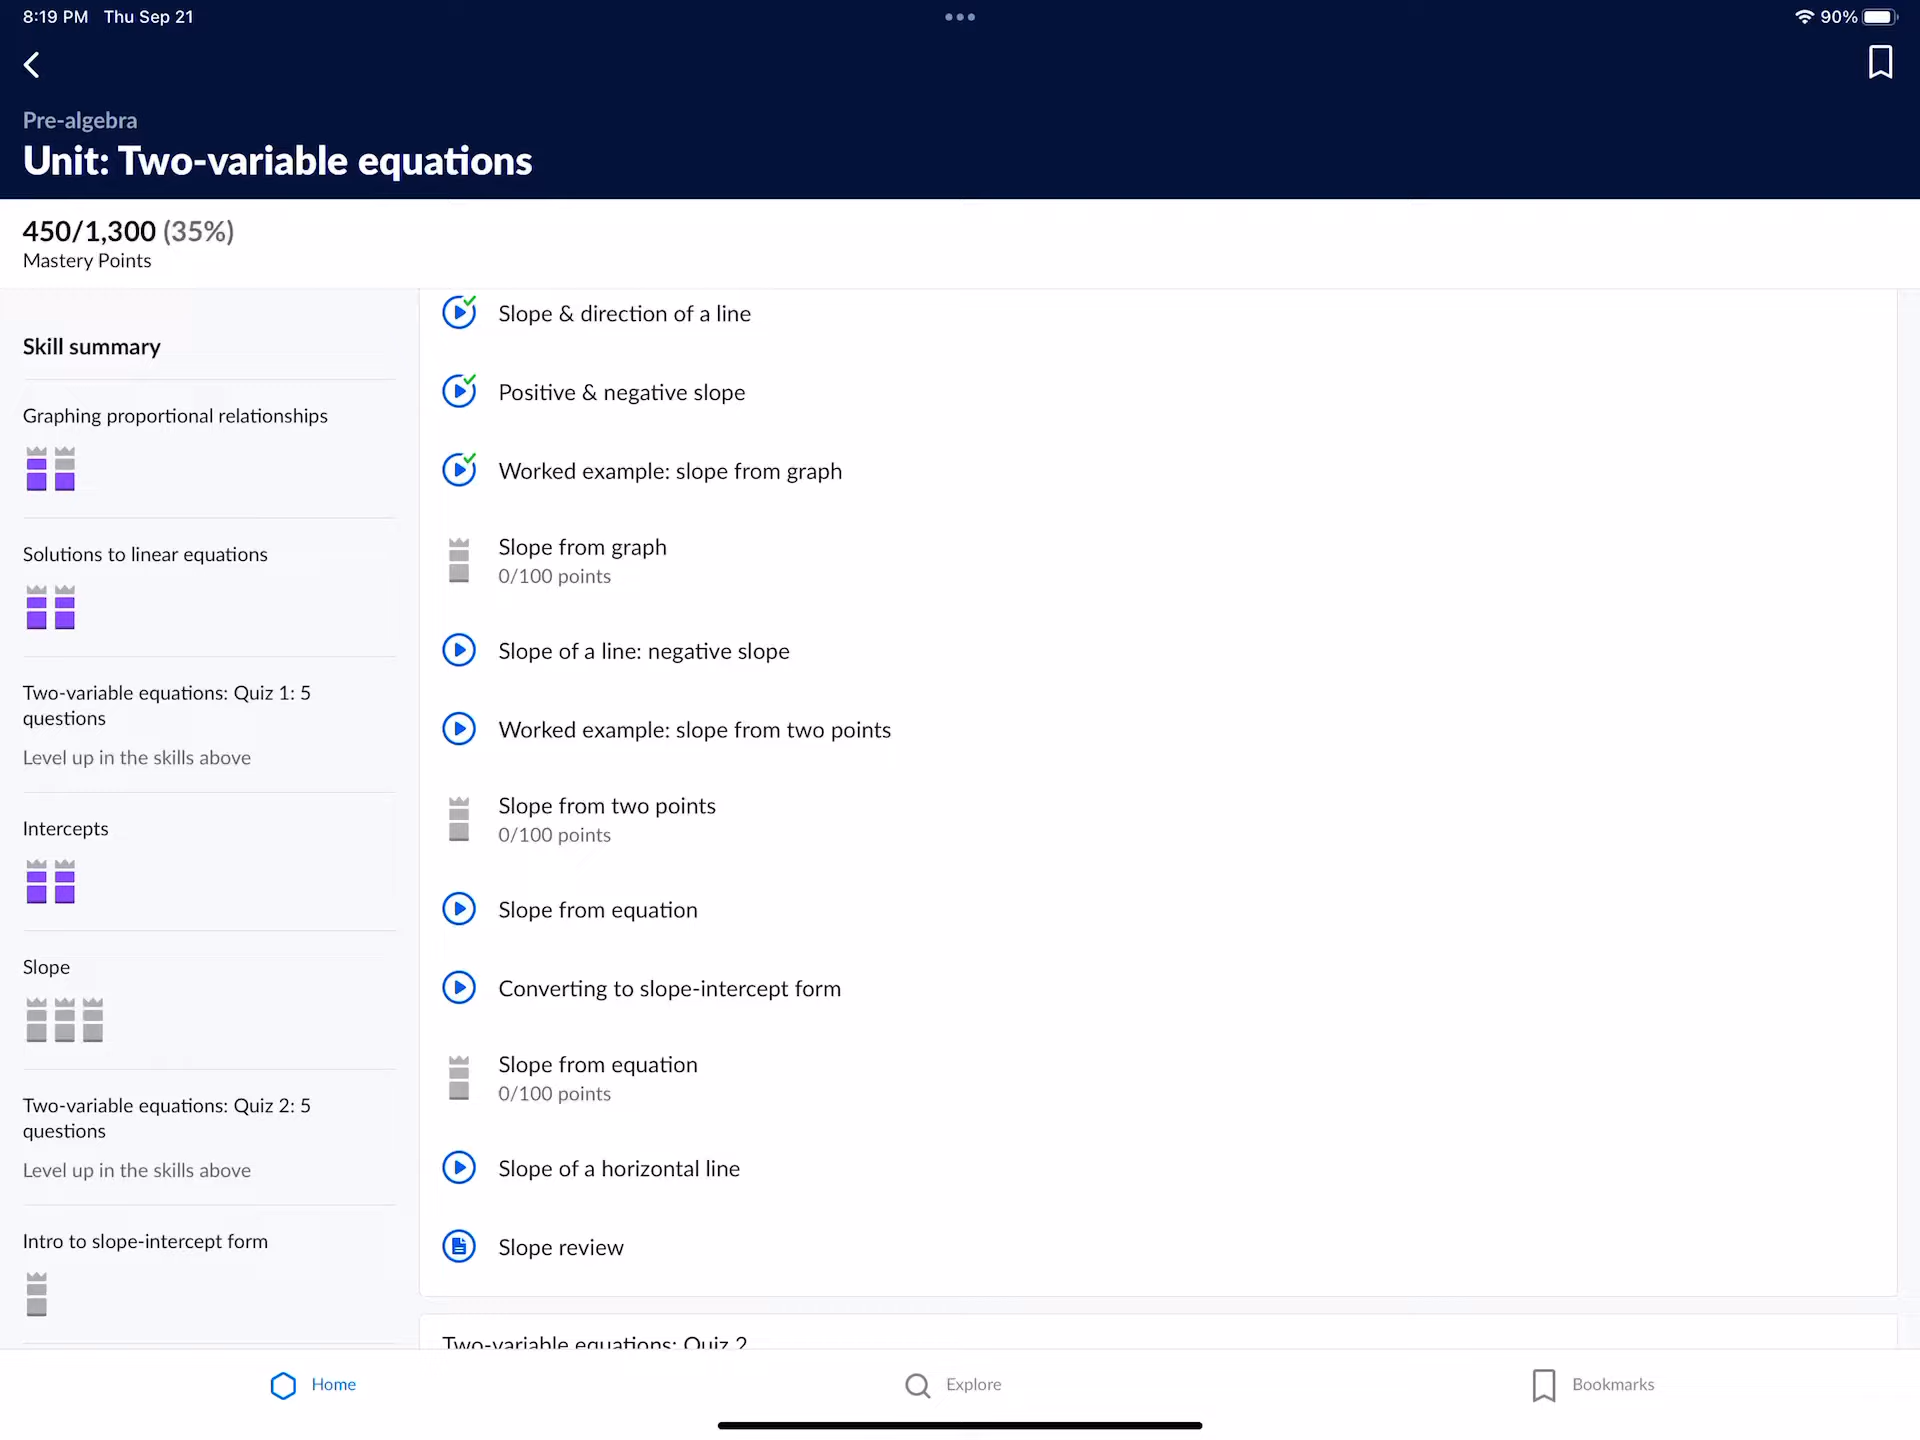 8:19 PM Thu Sep 21
90%
Pre-algebra
Unit: Two-variable equations
450/1,300 (35%)
Mastery Points
Skill summary
Graphing proportional relationships
Solutions to linear equations
Two-variable equations: Quiz 1: 5
questions
Level up in the skills above
Intercepts
Slope
Two-variable equations: Quiz 2: 5
questions
Level up in the skills above
Intro to slope-intercept form
Slope & direction of a line
Positive & negative slope
Worked example: slope from graph
Slope from graph
0/100 points
Slope of a line: negative slope
Worked example: slope from two points
Slope from two points
0/100 points
Slope from equation
Converting to slope-intercept form
Slope from equation
0/100 points
Slope of a horizontal line
Slope review
Two-variable equations: Quiz 2
Home
Explore
Bookmarks